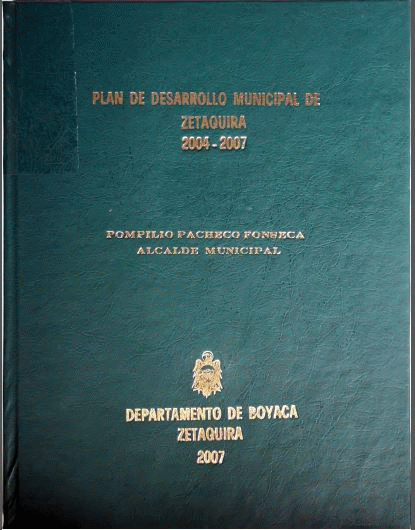 PLAN DE DESARROLLO MUNICIPAL DE
ZETAQUIRA
2004-2007
POMPILIO PACHECO FONSECA
ALCALDE MUNICIPAL
DEPARTAMENTO DE BOYACA
ZETAQUIRA
2007